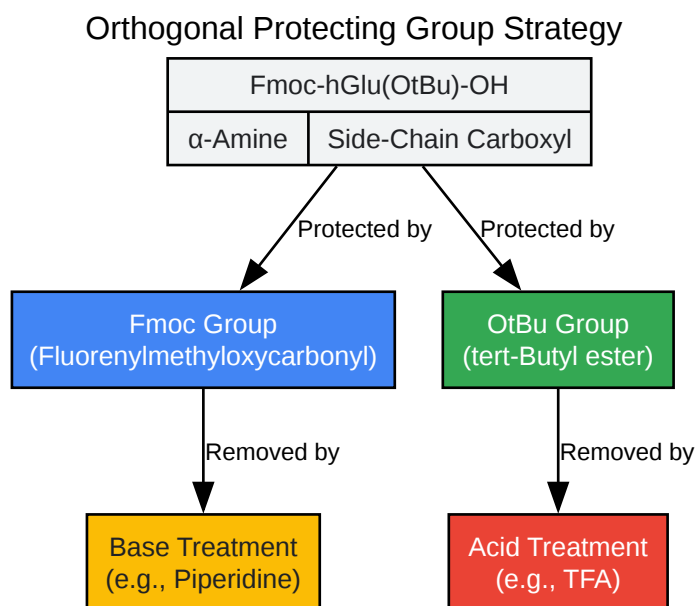 Orthogonal Protecting Group Strategy
Fmoc-hGlu(OtBu)-OH
α-Amine
Side-Chain Carboxyl
Protected by
Protected by
Fmoc Group
(Fluorenylmethyloxycarbonyl)
OtBu Group
(tert-Butyl ester)
Removed by
Removed by
Base Treatment
(e.g., Piperidine)
Acid Treatment
(e.g., TFA)